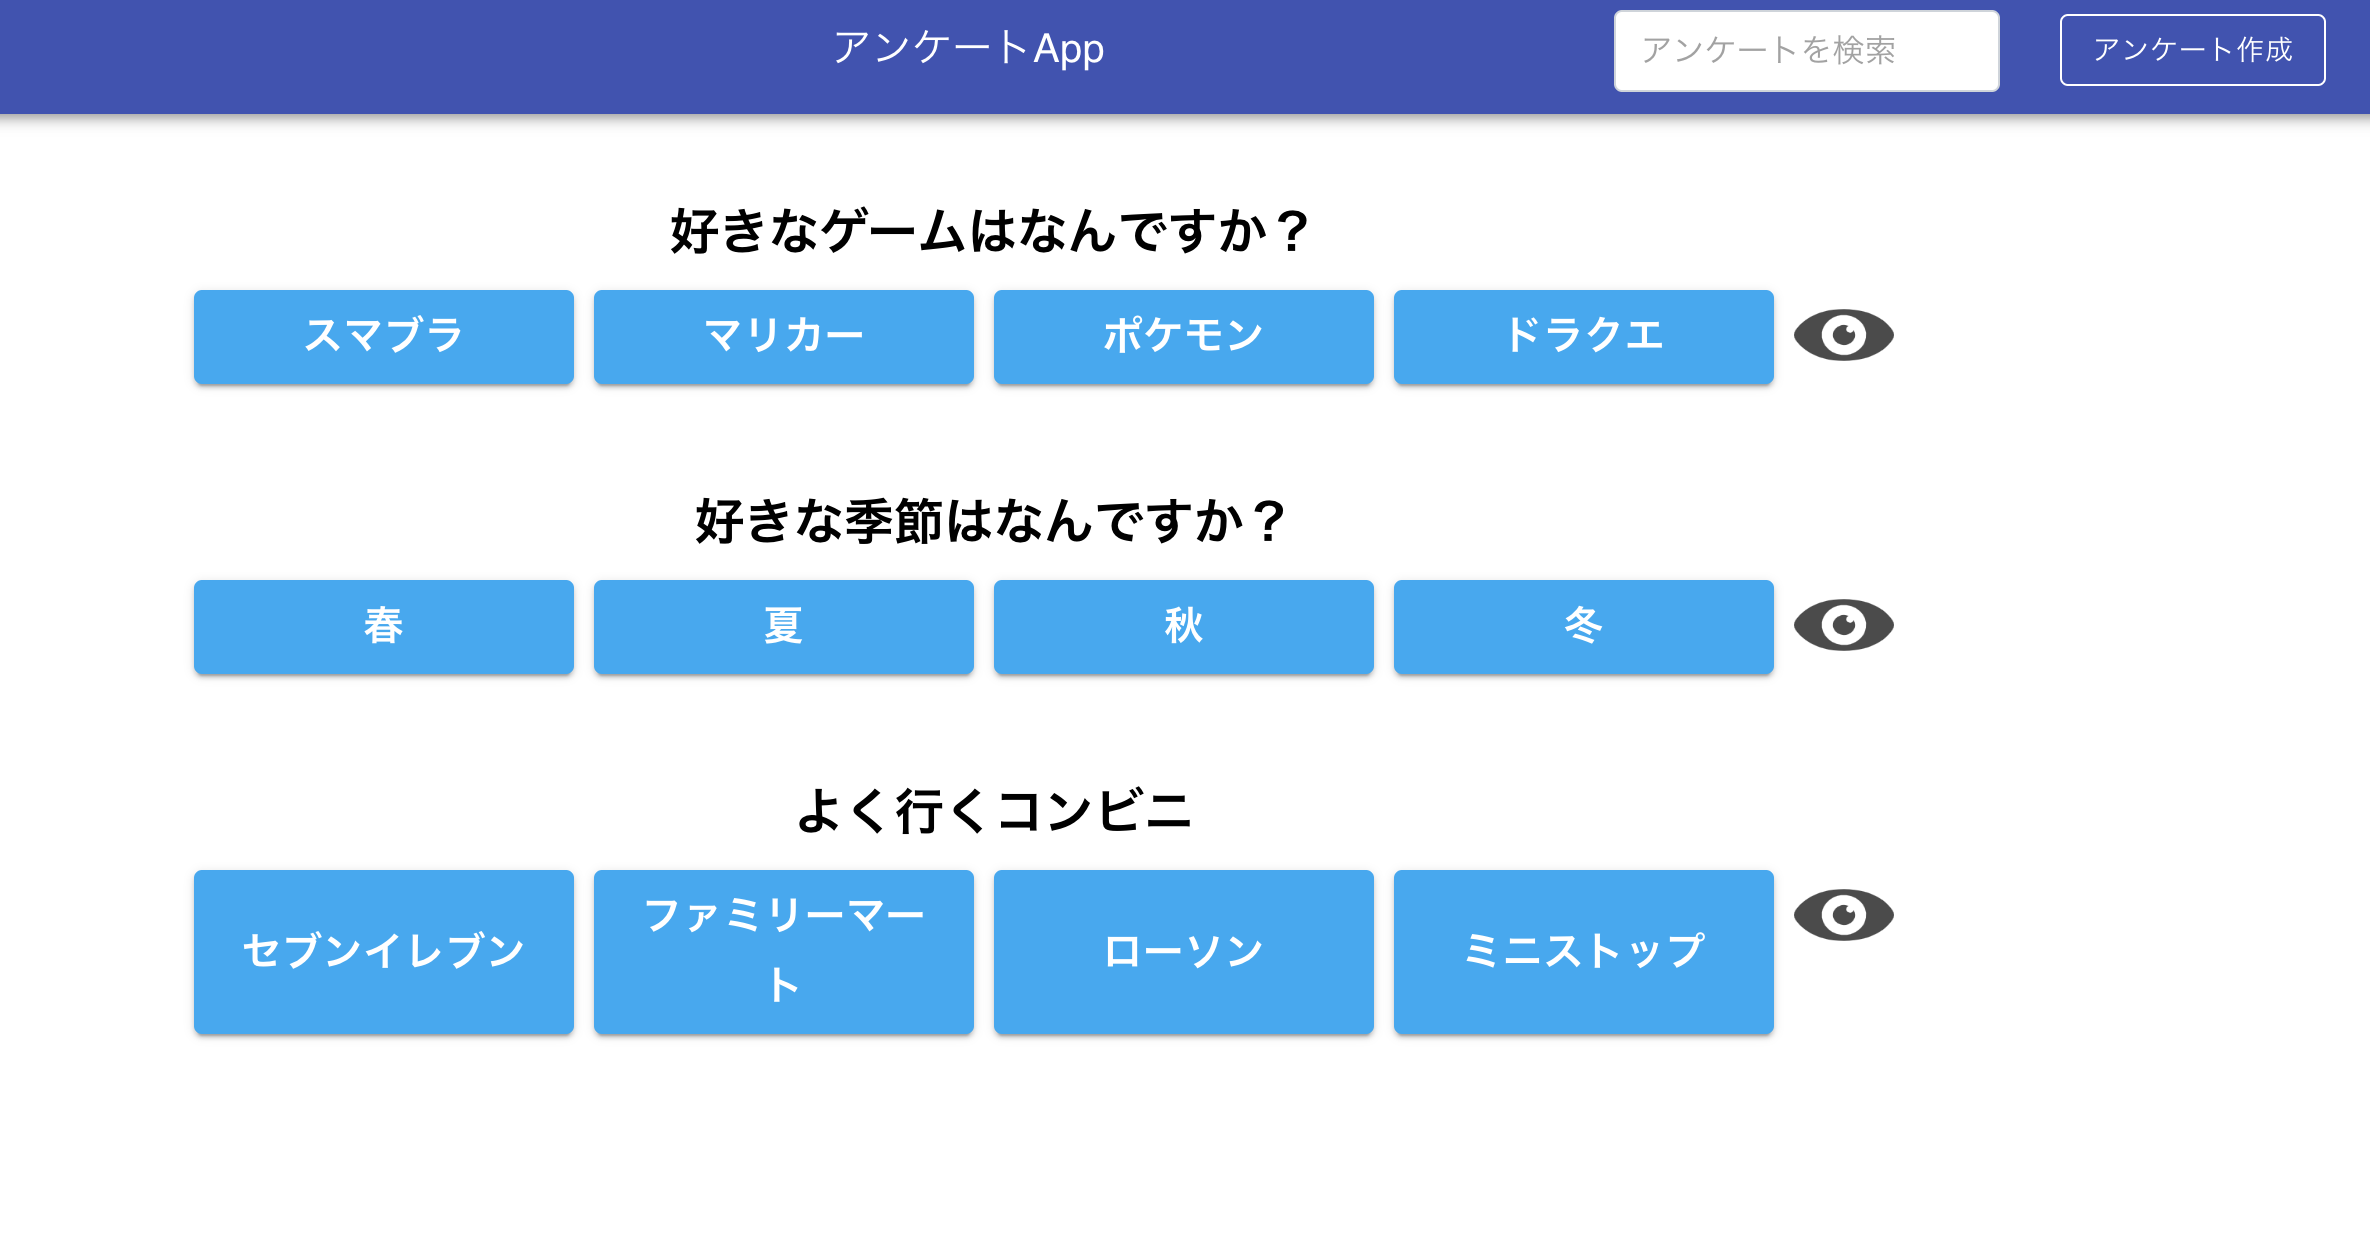 アンケートApp
アンケートを検索
アンケート作成
好きなゲームはなんですか？
スマブラ
マリカー
ポケモン
ドラクエ
好きな季節はなんですか？
春
夏
秋
冬
よく行くコンビニ
セブンイレブン
ファミリーマー
ト
ローソン
ミニストップ